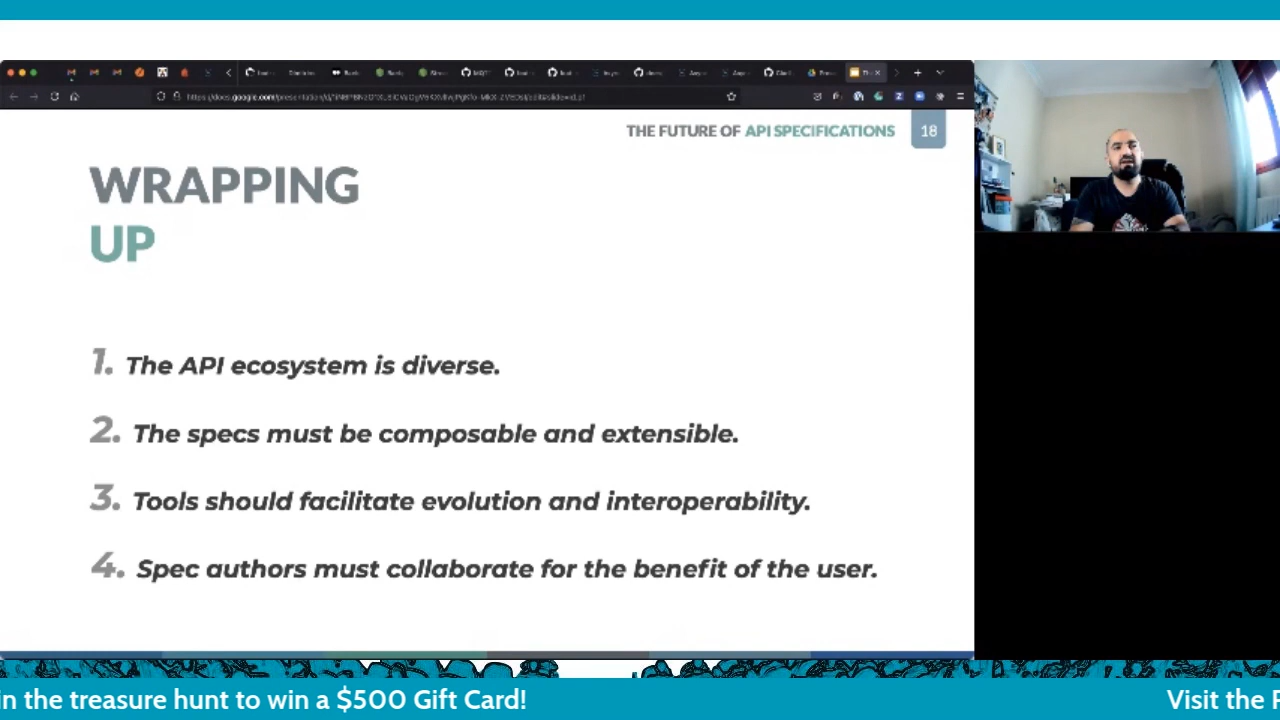 THE FUTURE OF API SPECIFICATIONS 18
WRAPPING
UP
1. The API ecosystem is diverse.
2. The specs must be composable and extensible.
3. Tools should facilitate evolution and interoperability.
4. Spec authors must collaborate for the benefit of the user.
in the treasure hunt to win a $500 Gift Card!
Visit the